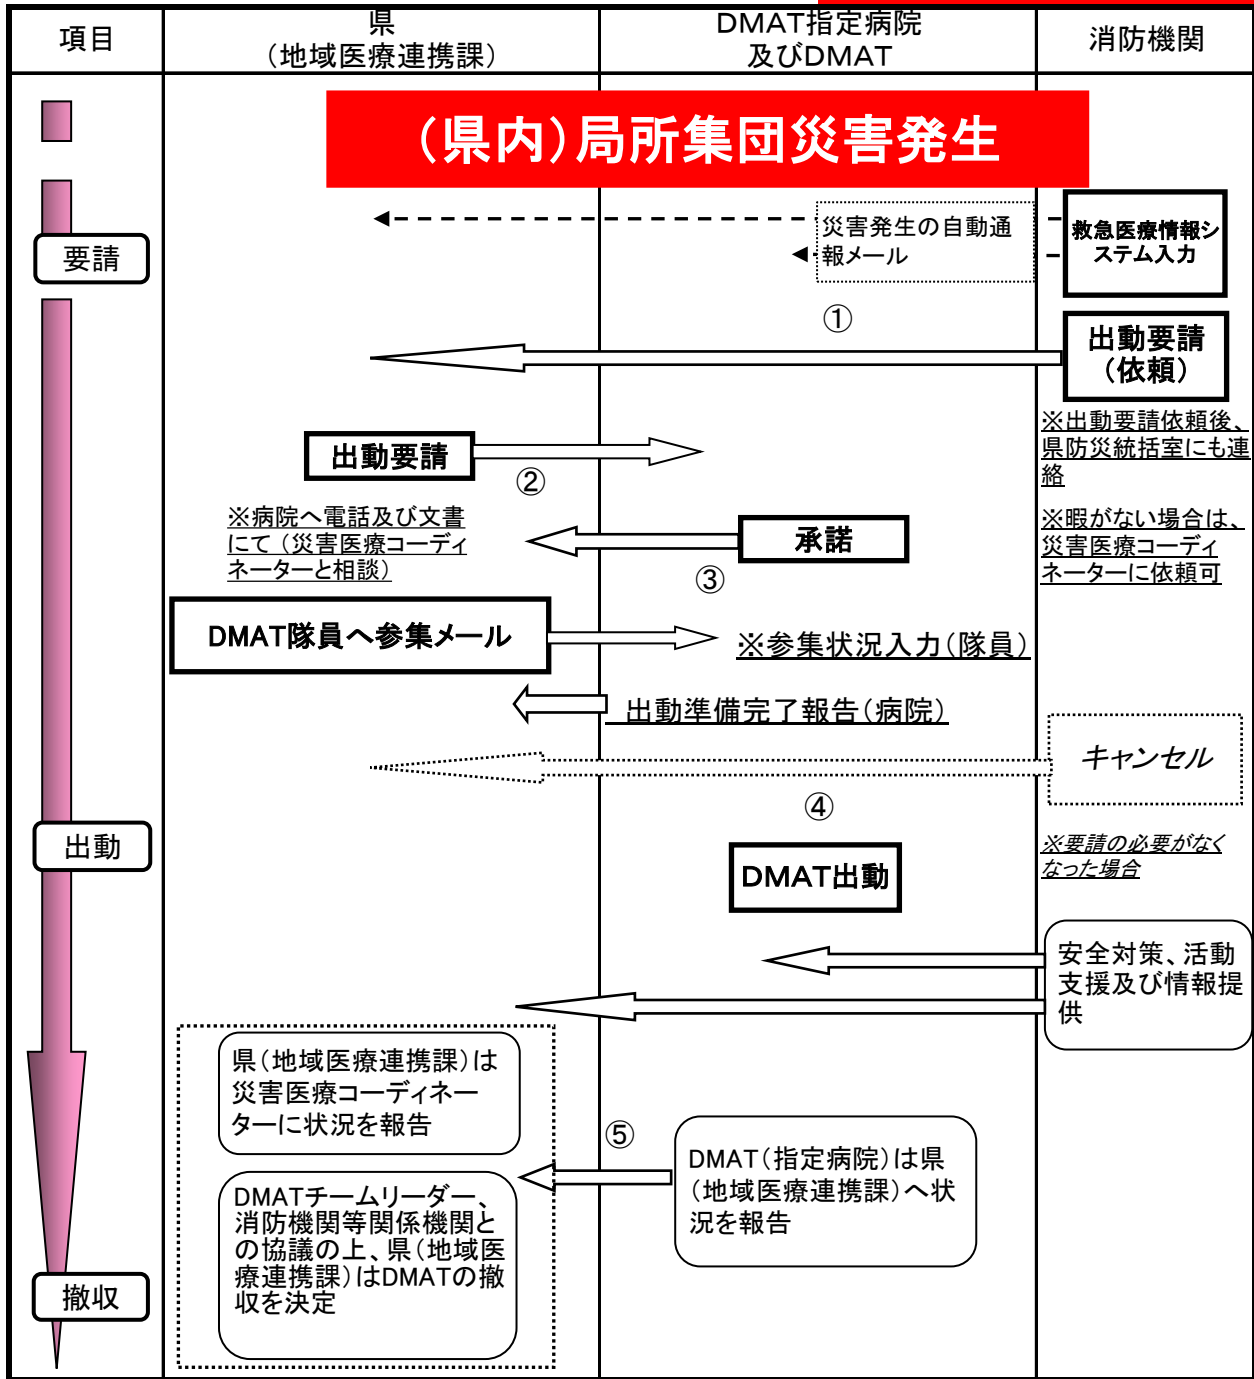 項目
県
(地域医療連携課)
DMAT指定病院
及びDMAT
消防機関
(県内)局所集団災害発生
災害発生の自動通
報メール
救急医療情報シ
ステム入力
要請
①
出動要請
(依頼)
※出動要請依頼後、
県防災統括室にも連
絡
出動要請
②
※病院へ電話及び文書
にて(災害医療コーディ
ネーターと相談)
承諾
③
※暇がない場合は、
災害医療コーディ
ネーターに依頼可
DMAT隊員へ参集メール
※参集状況入力(隊員)
出動準備完了報告(病院)
キャンセル
④
※要請の必要がなく
なった場合
出動
DMAT出動
安全対策、活動
支援及び情報提
供
県(地域医療連携課)は
災害医療コーディネー
ターに状況を報告
⑤
DMAT(指定病院)は県
(地域医療連携課)へ状
況を報告
DMATチームリーダー、
消防機関等関係機関と
の協議の上、県(地域医
療連携課)はDMATの撤
収を決定
撤収